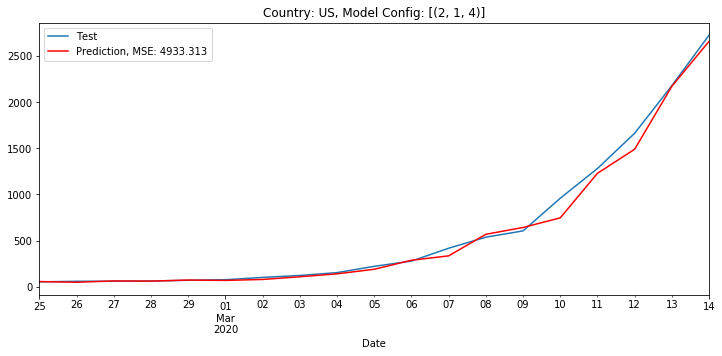 Country: US, Model Config: [(2, 1, 4)]
Test
Prediction, MSE: 4933.313
2500
2000
1500
1000
500
0
25 26 27 28 29 01 02 03 04 05 06 07 08 09 10 11 12 13 14
Mar
2020
Date